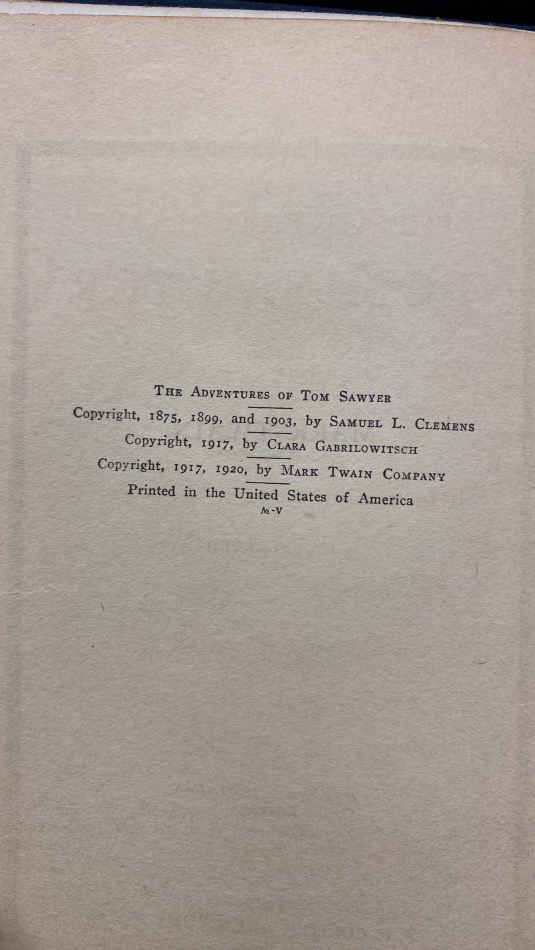 The Adventures of Tom Sawyer
Copyright, 1875, 1899, and 1903, by Samuel L. Clemens
Copyright, 1917, by Clara Gabrilowitsch
Copyright, 1917, 1920, by Mark Twain Company
Printed in the United States of America